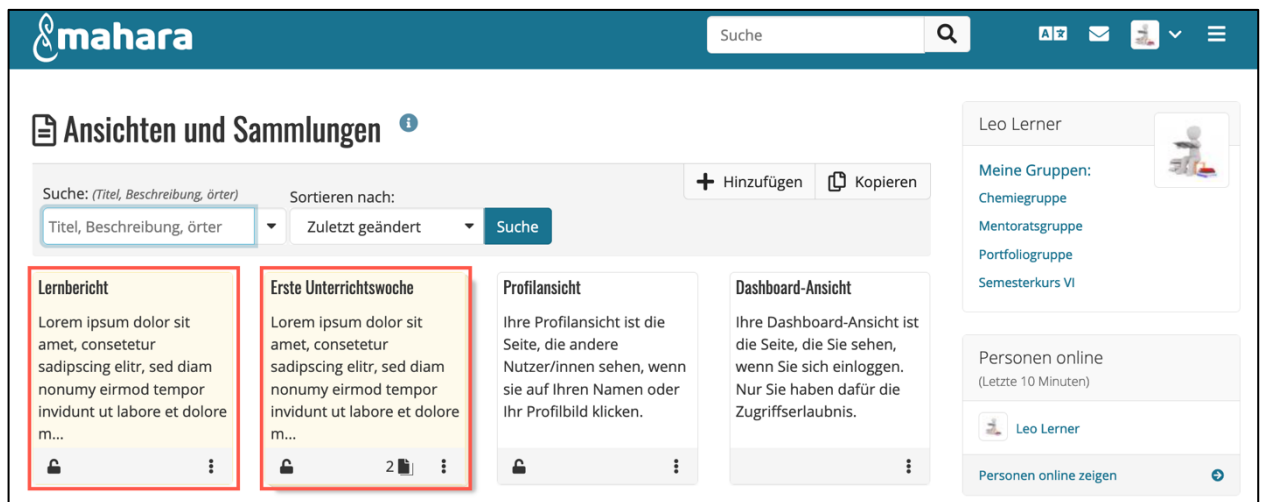 mahara
Suche
Ansichten und Sammlungen
Hinzufügen
Kopieren
Suche: (Titel, Beschreibung, örter)
Sortieren nach:
Titel, Beschreibung, örter
Zuletzt geändert
Suche
Lernbericht
Lorem ipsum dolor sit
amet, consetetur
sadipscing elitr, sed diam
nonumy eirmod tempor
invidunt ut labore et dolore
m...
Erste Unterrichtswoche
Lorem ipsum dolor sit
amet, consetetur
sadipscing elitr, sed diam
nonumy eirmod tempor
invidunt ut labore et dolore
m...
2
Profilansicht
Ihre Profilansicht ist die
Seite, die andere
Nutzer/innen sehen, wenn
sie auf Ihren Namen oder
Ihr Profilbild klicken.
Dashboard-Ansicht
Ihre Dashboard-Ansicht ist
die Seite, die Sie sehen,
wenn Sie sich einloggen.
Nur Sie haben dafür die
Zugriffserlaubnis.
Leo Lerner
Meine Gruppen:
Chemiegruppe
Mentoratsgruppe
Portfoliogruppe
Semesterkurs VI
Personen online
(Letzte 10 Minuten)
Leo Lerner
Personen online zeigen